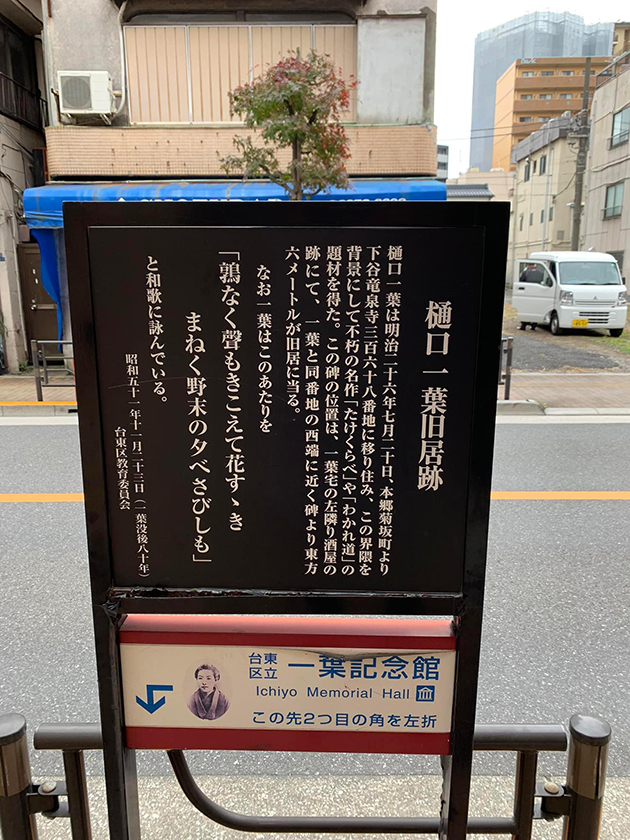 樋口一葉旧居跡
樋口一葉は明治二十六年七月二十日、本郷菊坂町より
下谷竜泉寺三百六十八番地に移り住み、この界隈を
背景にして不朽の名作「たけくらべ」や「わかれ道」の
題材を得た。この碑の位置は、一葉宅の左隣り酒屋の
跡にて、一葉と同番地の西端に近く碑より東方
六メートルが旧居に当る。
なお一葉はこのあたりを
「鶉なく聲もきこえて花すゝき
まねく野末の夕べさびしも」
と和歌に詠んでいる。
昭和五十一年十一月二十三日(一葉没後八十年)
台東区教育委員会
台東
区立
一葉記念館
Ichiyo Memorial Hall
この先2つ目の角を左折